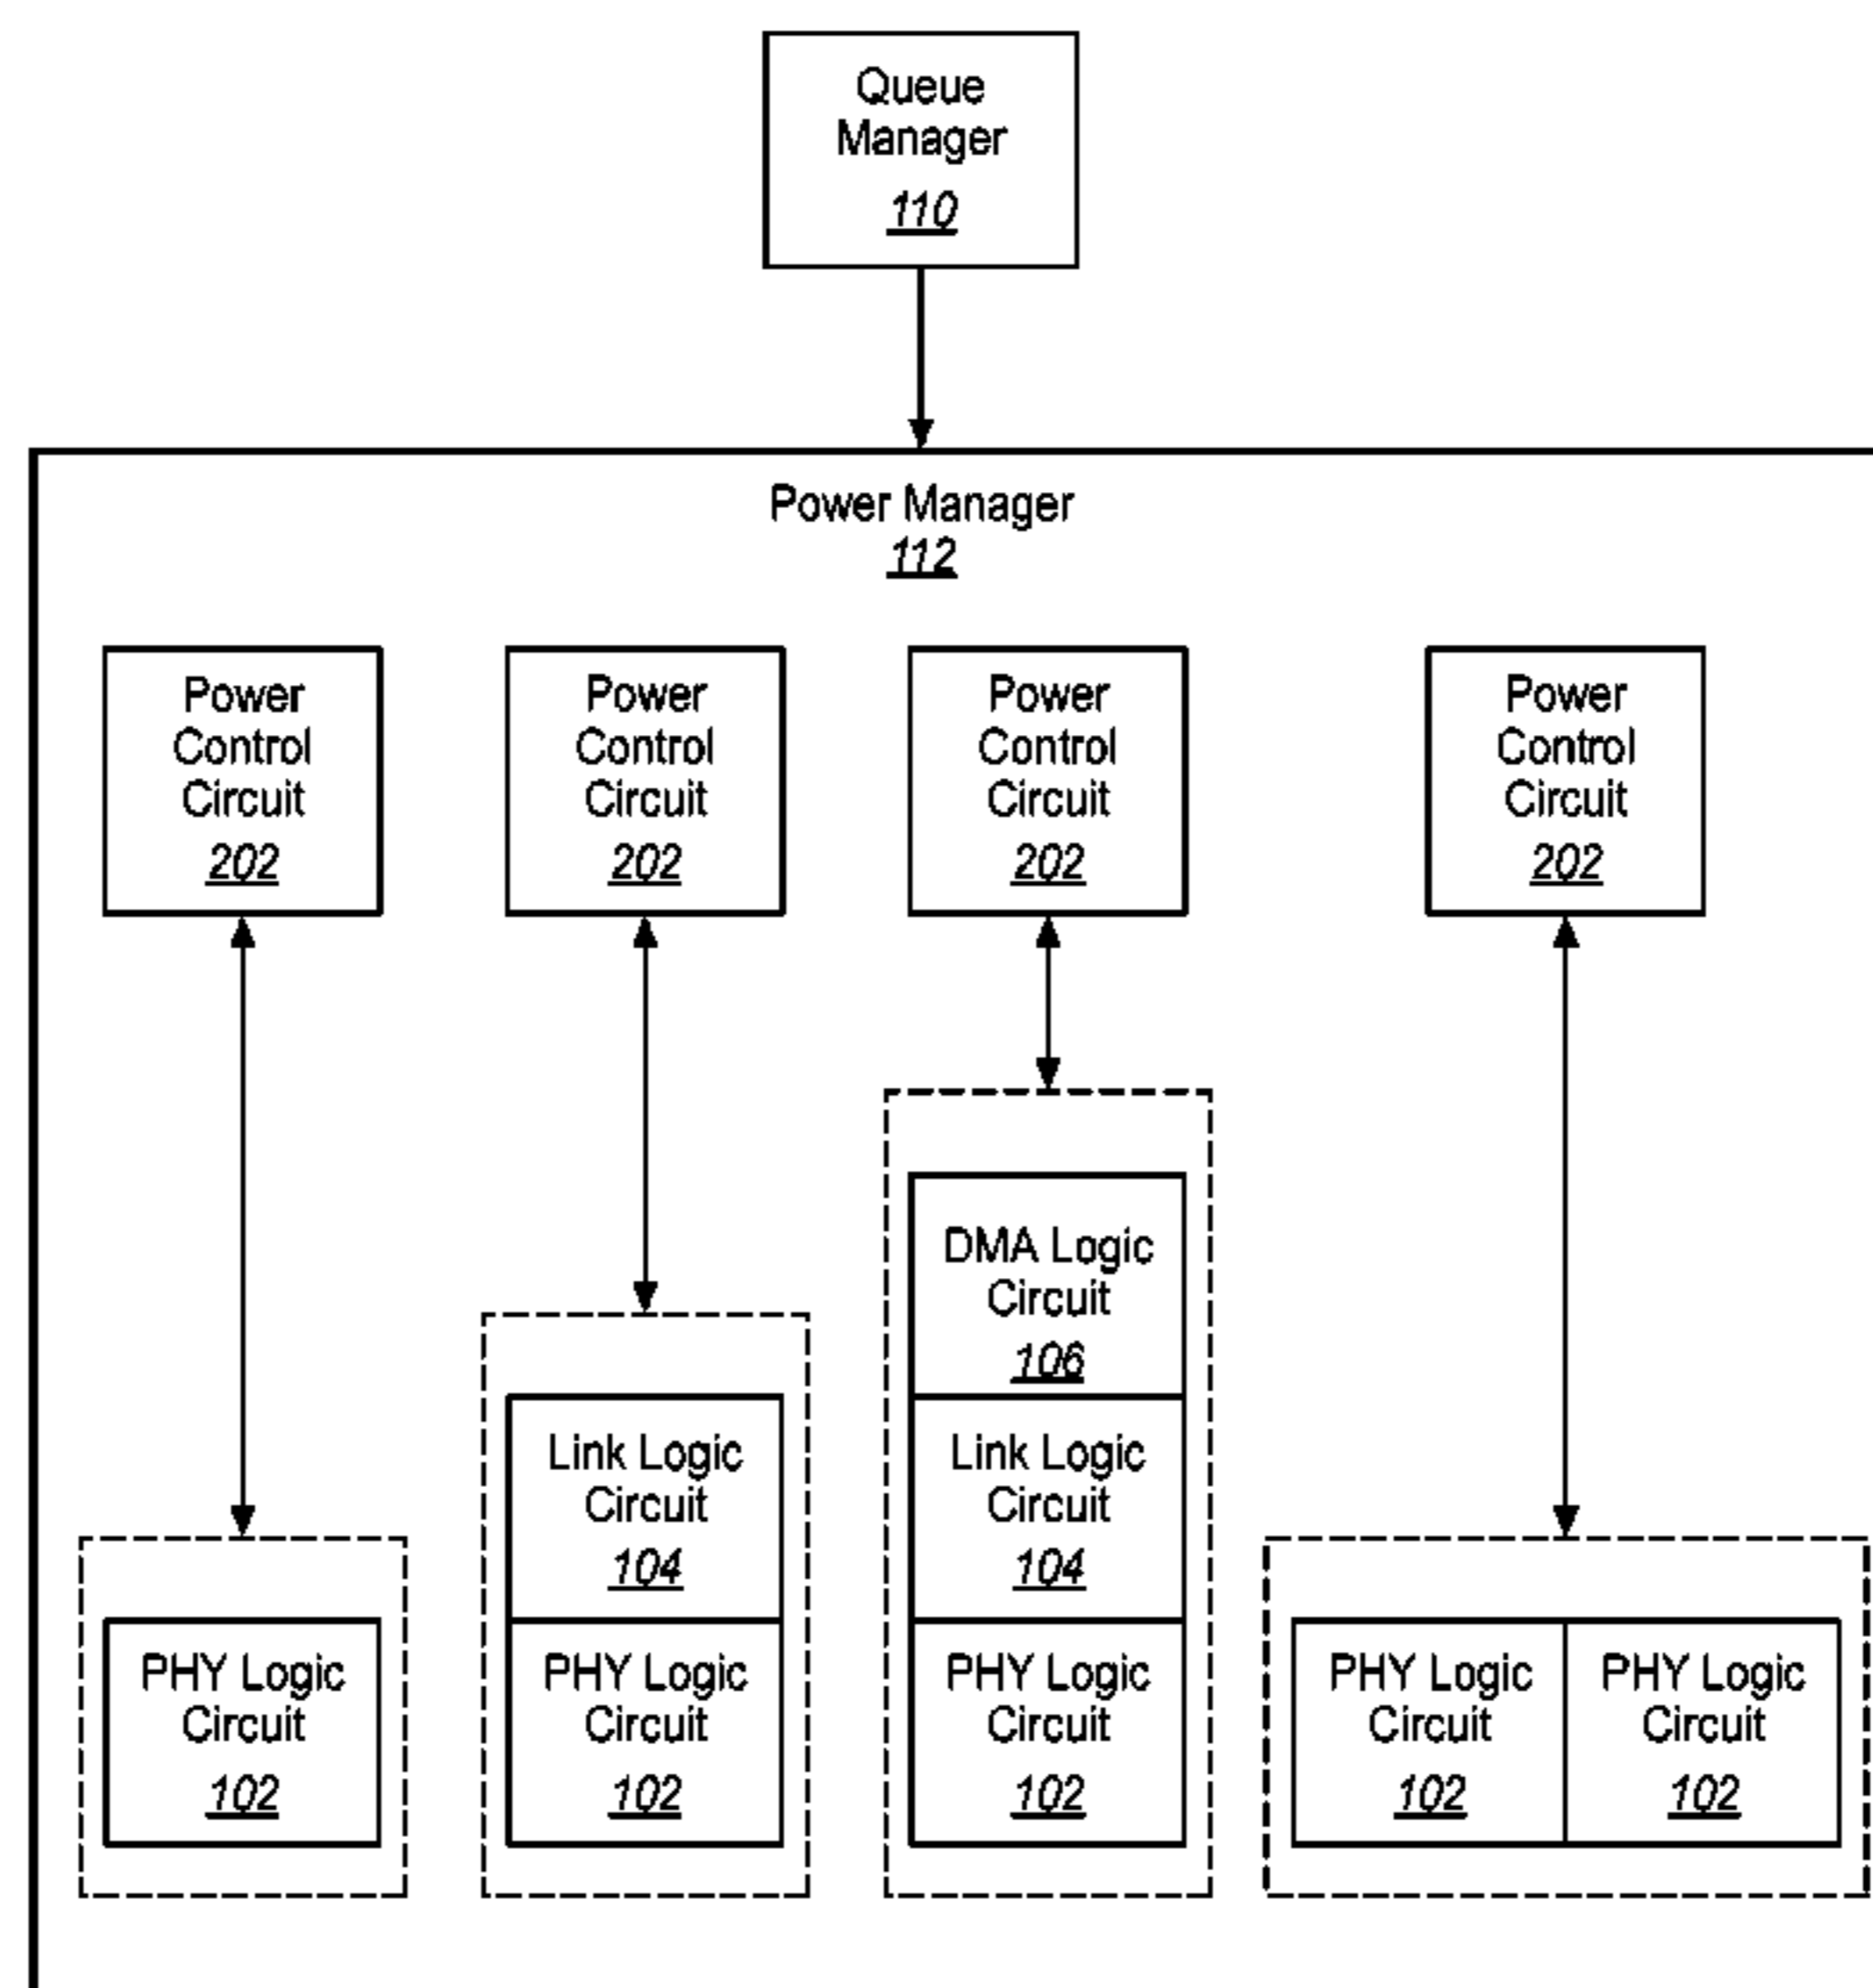 Queue
Manager
110
Power Manager
112
Power
Control
Circuit
202
Power
Control
Circuit
202
Power
Control
Circuit
202
Power
Control
Circuit
202
PHY Logic
Circuit
102
Link Logic
Circuit
104
PHY Logic
Circuit
102
DMA Logic
Circuit
106
Link Logic
Circuit
104
PHY Logic
Circuit
102
PHY Logic
Circuit
102
PHY Logic
Circuit
102